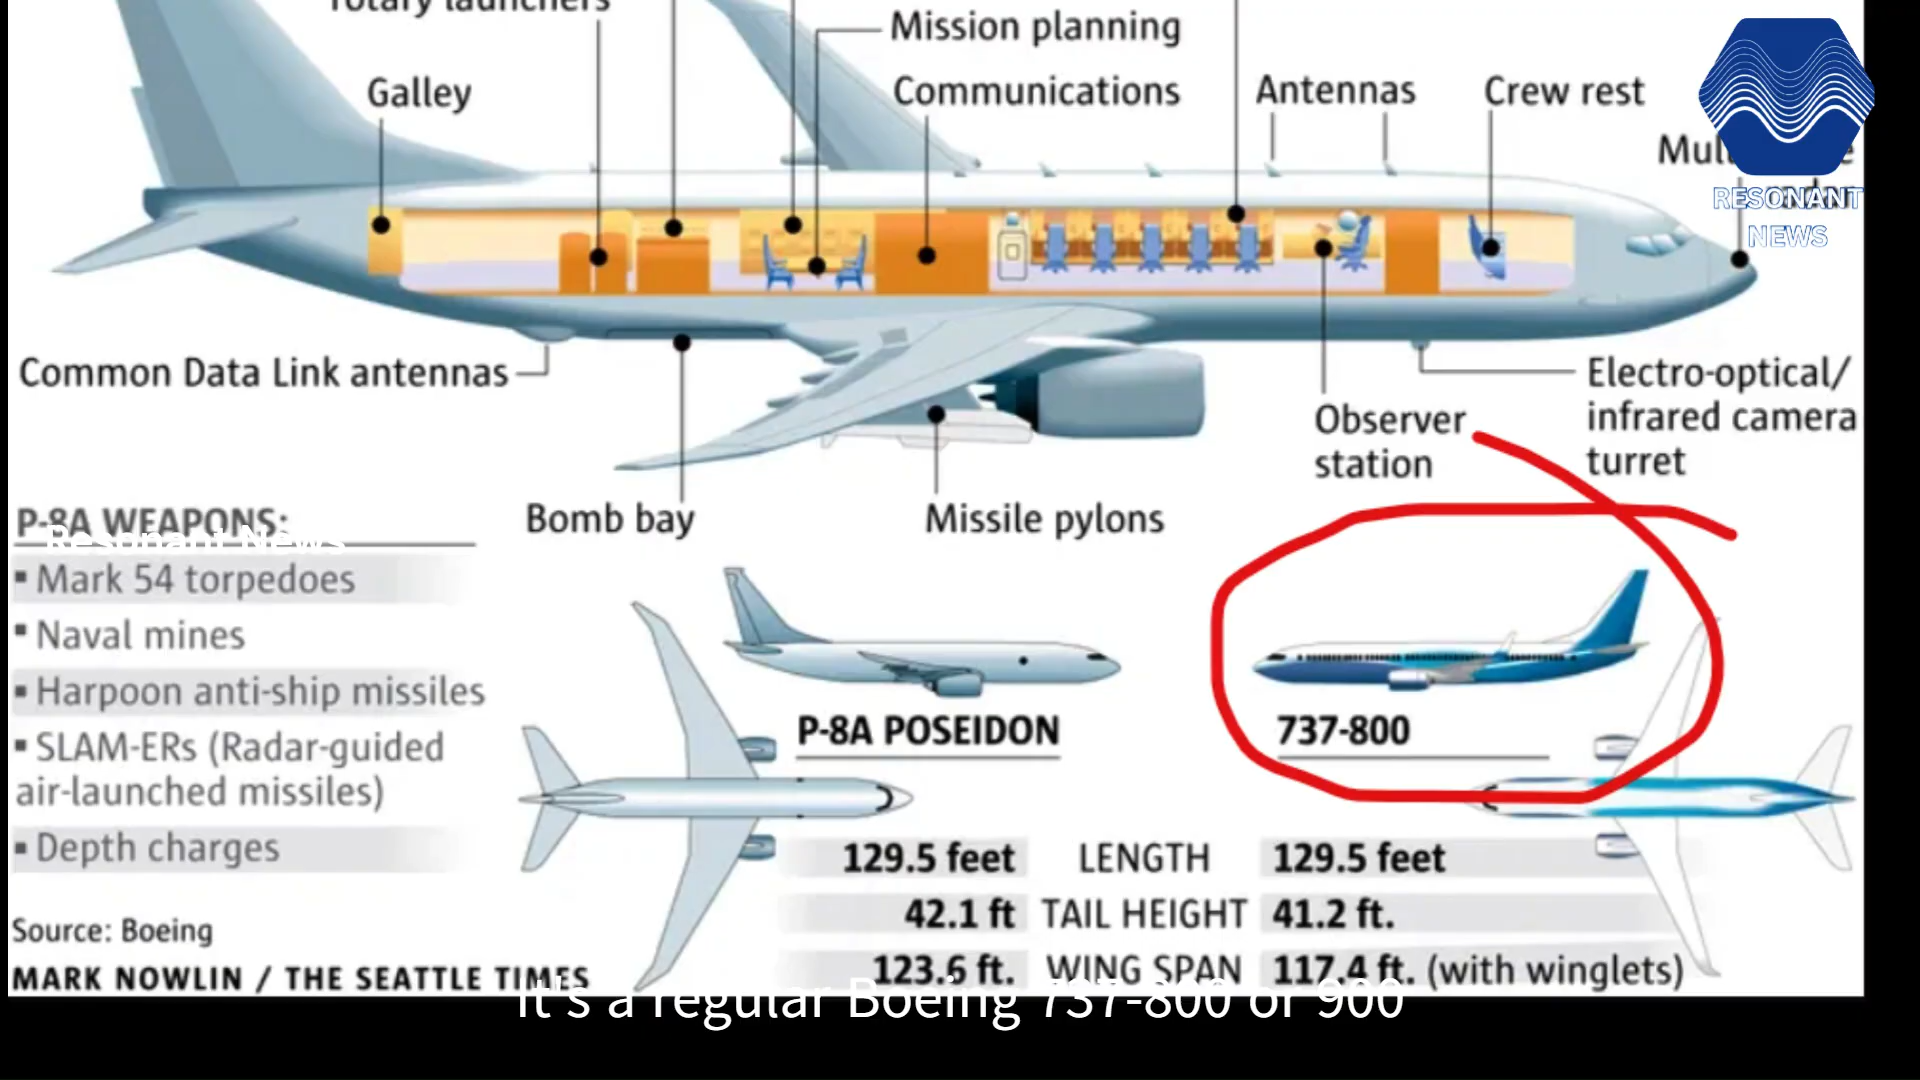 rotary launchers
Mission planning
Galley
Communications
Antennas
Crew rest
RESONANT
NEWS
Common Data Link antennas
Electro-optical/
infrared camera
turret
Observer
station
Bomb bay
Missile pylons
P-8A WEAPONS:
Resonant News
▪ Mark 54 torpedoes
▪ Naval mines
▪ Harpoon anti-ship missiles
▪ SLAM-ERs (Radar-guided
air-launched missiles)
▪ Depth charges
P-8A POSEIDON
737-800
129.5 feet LENGTH 129.5 feet
42.1 ft TAIL HEIGHT 41.2 ft.
123.6 ft. WING SPAN 117.4 ft. (with winglets)
Source: Boeing
MARK NOWLIN / THE SEATTLE TIMES
It's a regular Boeing 737-800 or 900